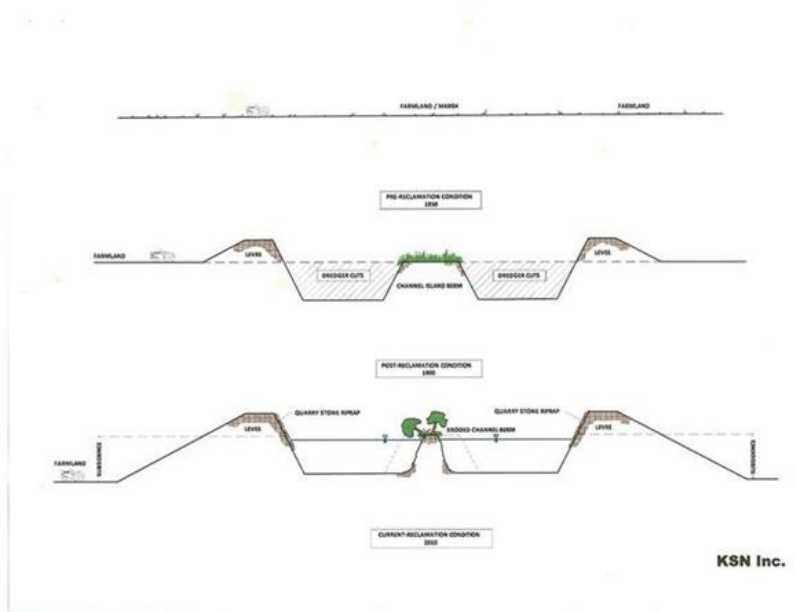 FARMLAND / MARSH
FARMLAND
PRE-RECLAMATION CONDITION
1850
FARMLAND
LEVEE
LEVEE
DREDGER CUTS
DREDGER CUTS
CHANNEL ISLAND BERM
POST-RECLAMATION CONDITION
1900
QUARRY STONE RIPRAP
QUARRY STONE RIPRAP
LEVEE
ERODED CHANNEL BERM
LEVEE
SUBSIDENCE
SUBSIDENCE
FARMLAND
CURRENT-RECLAMATION CONDITION
2010
KSN Inc.